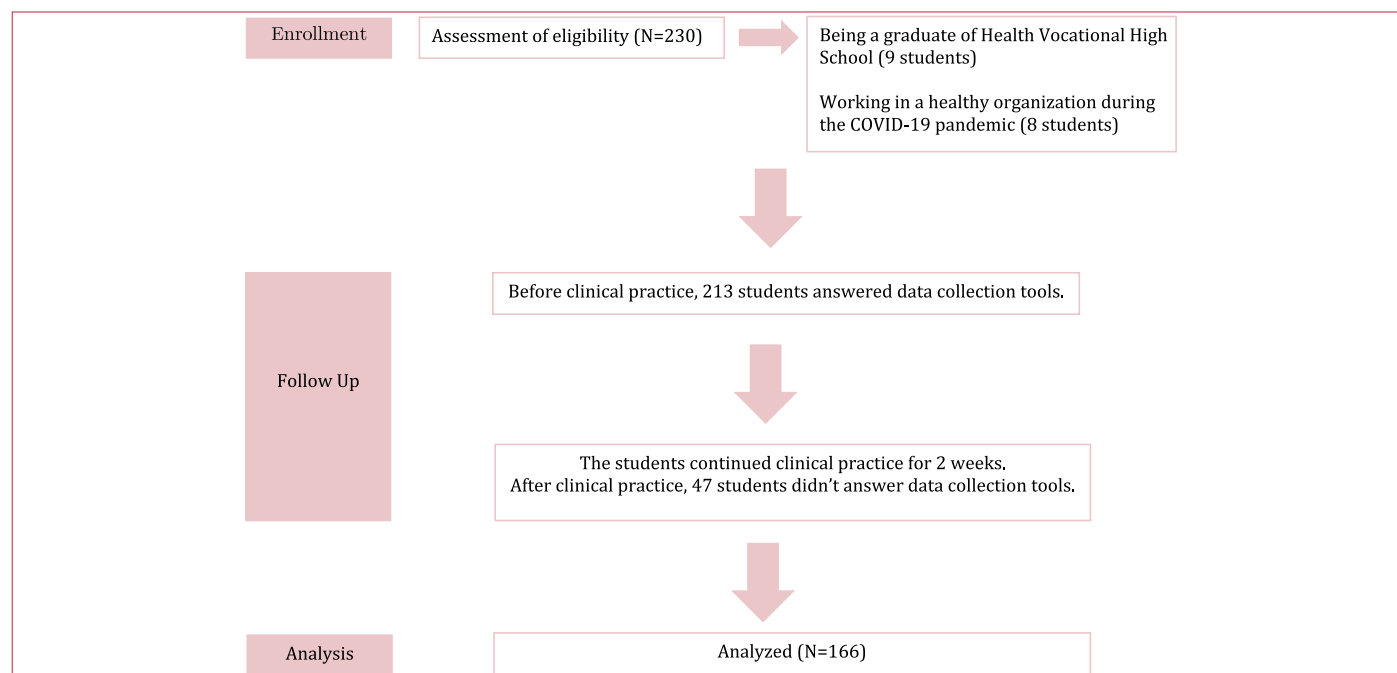 Enrollment
Assessment of eligibility (N=230)
Being a graduate of Health Vocational High
School (9 students)
Working in a healthy organization during
the COVID-19 pandemic (8 students)
Before clinical practice, 213 students answered data collection tools.
Follow Up
The students continued clinical practice for 2 weeks.
After clinical practice, 47 students didn’t answer data collection tools.
Analysis
Analyzed (N=166)